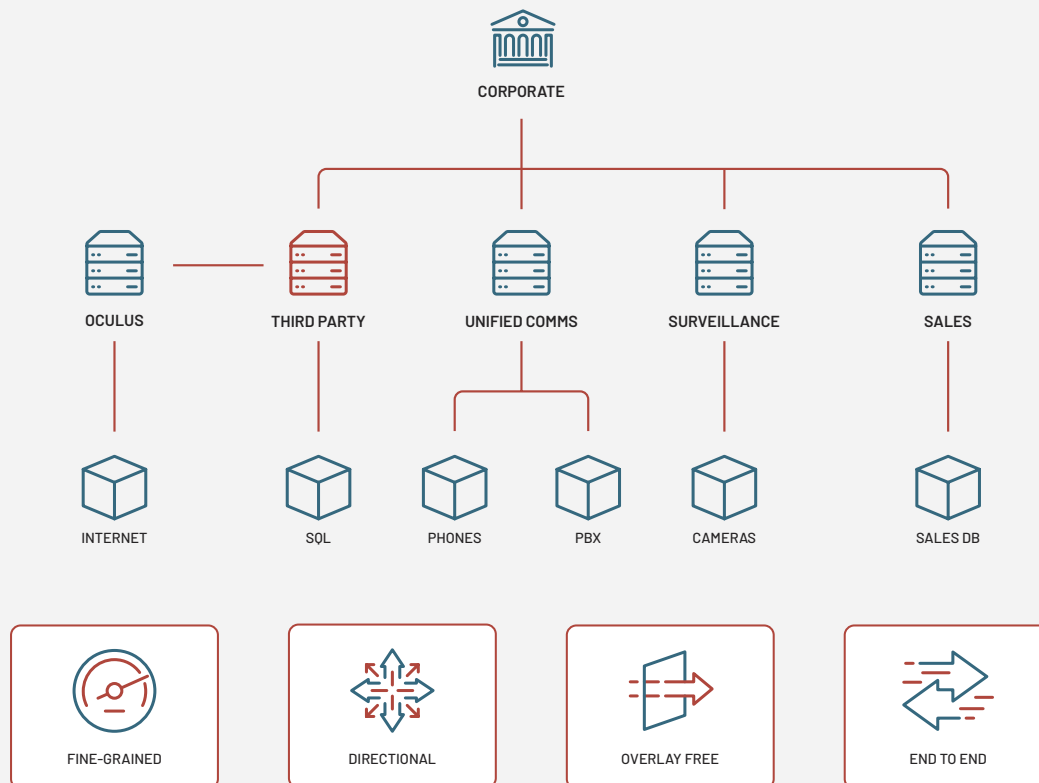 CORPORATE
OCULUS
THIRD PARTY
UNIFIED COMMS
SURVEILLANCE
SALES
INTERNET
SQL
PHONES
PBX
CAMERAS
SALES DB
FINE-GRAINED
DIRECTIONAL
OVERLAY FREE
END TO END